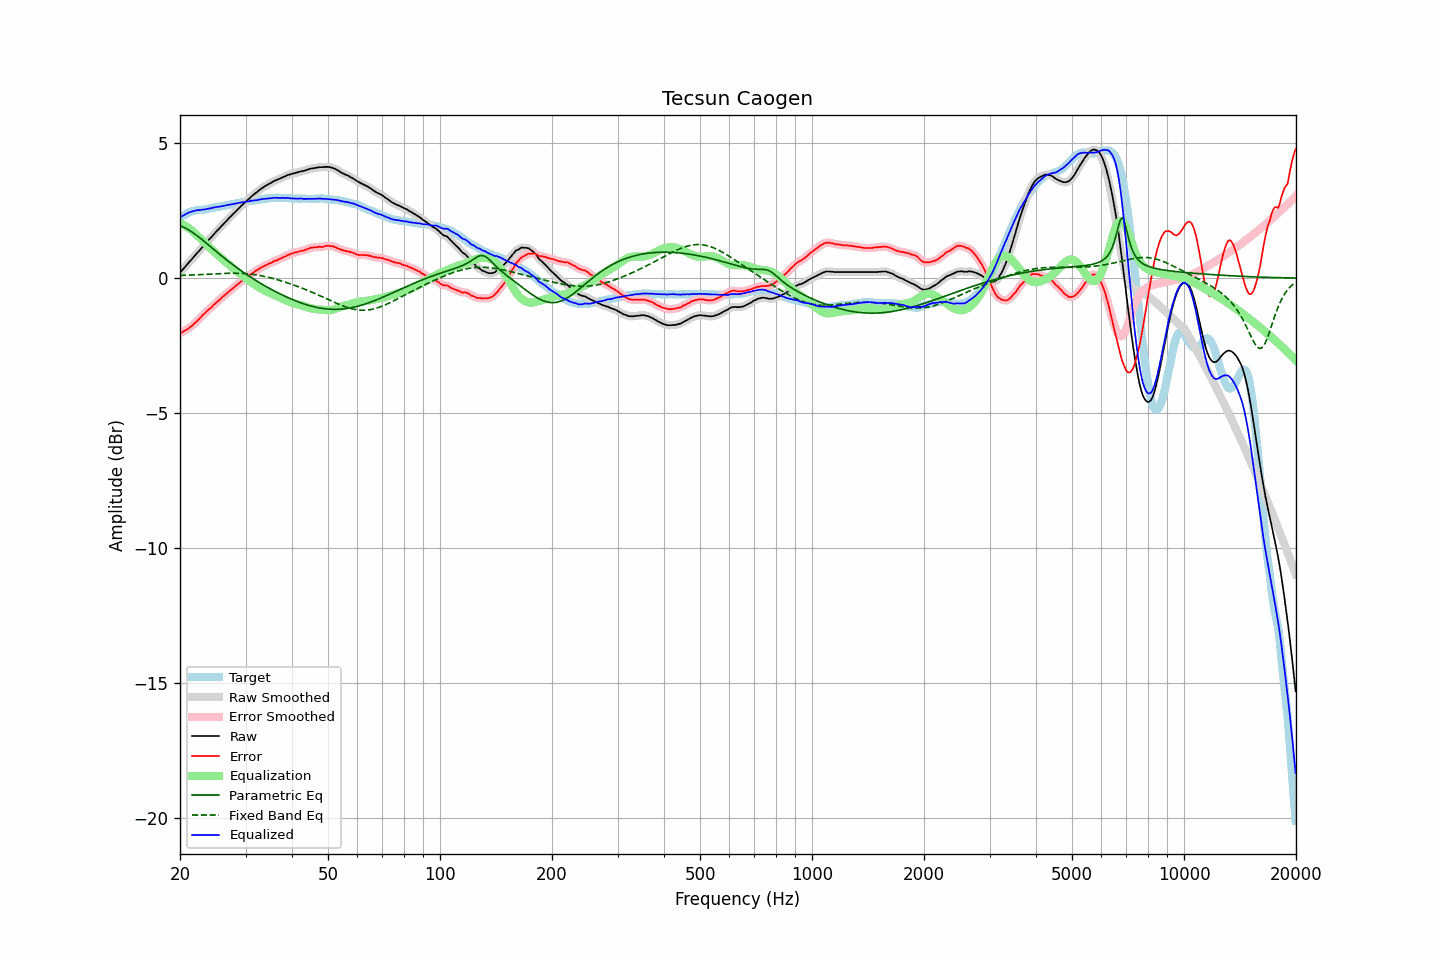 Tecsun Caogen
Amplitude (dBr)
5
0
−5
−10
−15
−20
Target
Raw Smoothed
Error Smoothed
Raw
Error
Equalization
Parametric Eq
Fixed Band Eq
Equalized
20 50 100 200 500 1000 2000 5000 10000 20000
Frequency (Hz)